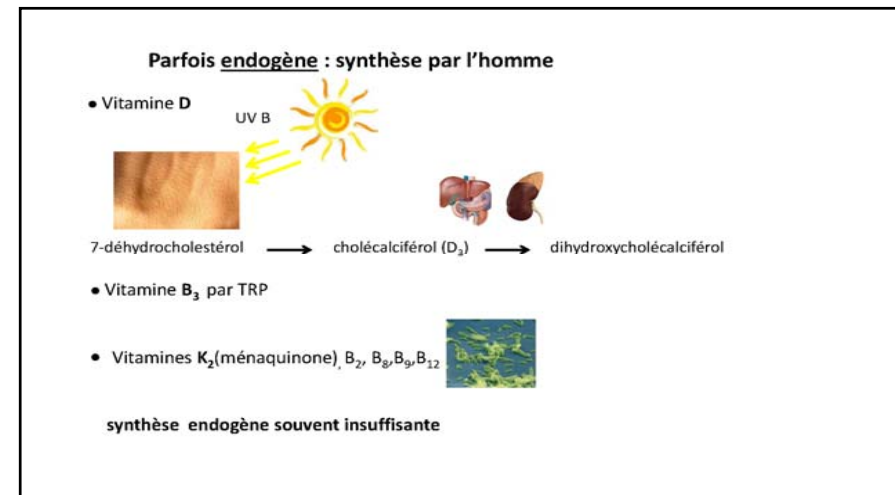 Parfois endogène : synthèse par l’homme
• Vitamine D
UV B
7-déhydrocholestérol → cholécalciférol (D₃) → dihydroxycholécalciférol
• Vitamine B₃ par TRP
• Vitamines K₂(ménaquinone), B₂, B₈,B₉,B₁₂
synthèse endogène souvent insuffisante